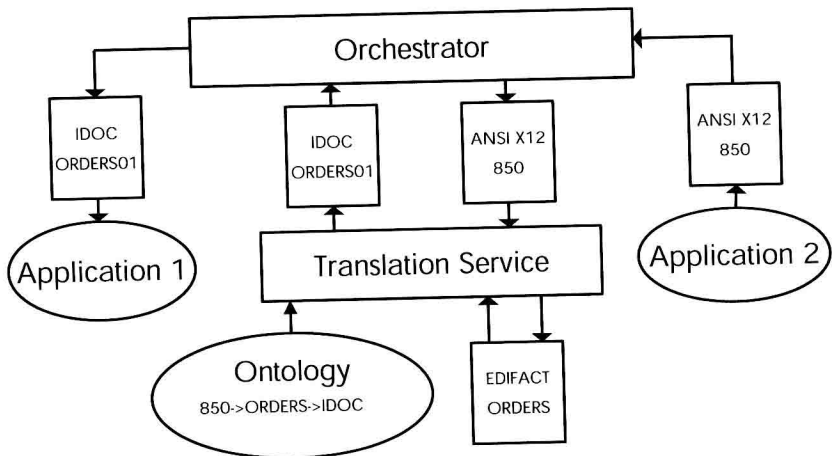 Orchestrator
IDOC
ORDERS01
IDOC
ORDERS01
ANSI X12
850
ANSI X12
850
Application 1
Translation Service
Application 2
Ontology
850->ORDERS->IDOC
EDIFACT
ORDERS